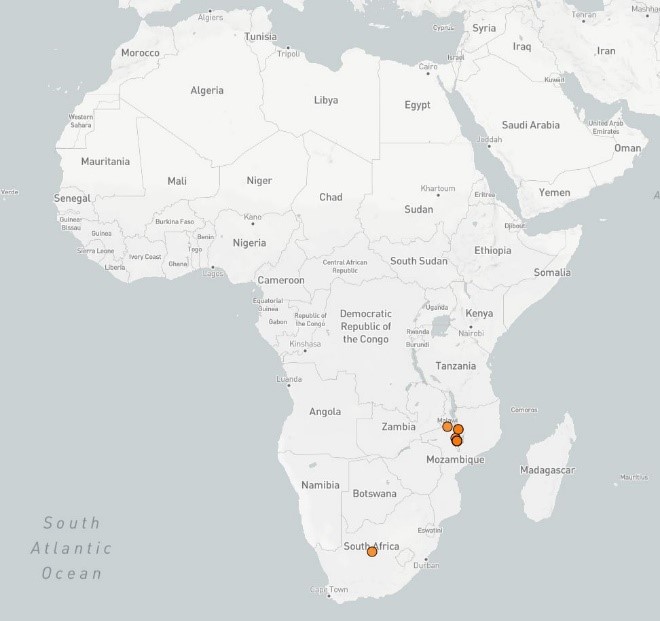 Algiers
Tunisia
Cyprus
Syria
Tehran
Mashhad
Morocco
Tripoli
Israel
Iraq
Iran
Cairo
Kuwait
Algeria
Libya
Egypt
Western
Sahara
Saudi Arabia
United Arab
Emirates
Jeddah
Oman
Mauritania
Mali
Niger
Chad
Khartoum
Eritrea
Yemen
Verde
Senegal
Sudan
Guinea-
Bissau
Guinea
Burkina Faso
Kano
Benin
Togo
Nigeria
Djibouti
Sierra Leone
Ivory Coast
Ghana
Liberia
Lagos
Central African
Republic
South Sudan
Ethiopia
Somalia
Cameroon
Equatorial
Guinea
Gabon
Republic of
the Congo
Democratic
Republic of
the Congo
Uganda
Kenya
Rwanda
Nairobi
Burundi
Kinshasa
Tanzania
Luanda
Angola
Zambia
Malawi
Comoros
Mozambique
Madagascar
Mauritius
Namibia
Botswana
South
Atlantic
Ocean
Eswatini
South Africa
Durban
Cape Town